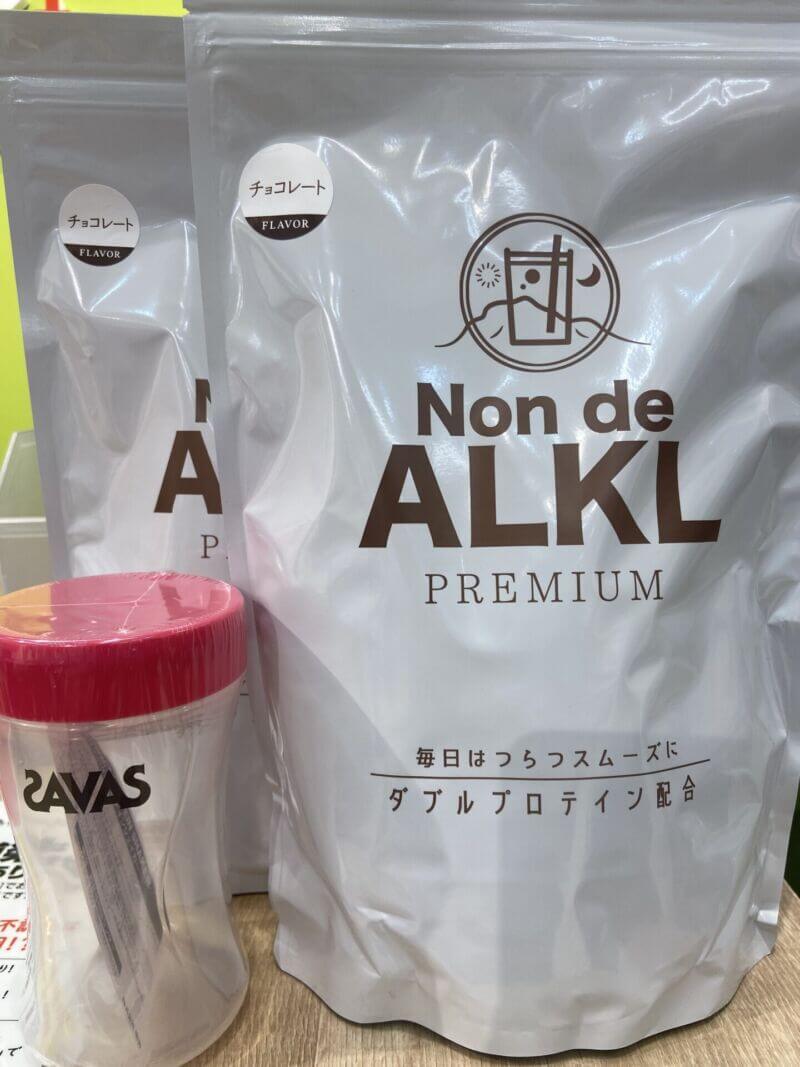 チョコレート
FLAVOR
Non de
ALKL
PREMIUM
毎日はつらつスムーズに
ダブルプロテイン配合
チョコレート
FLAVOR
N
A
P
SAVAS